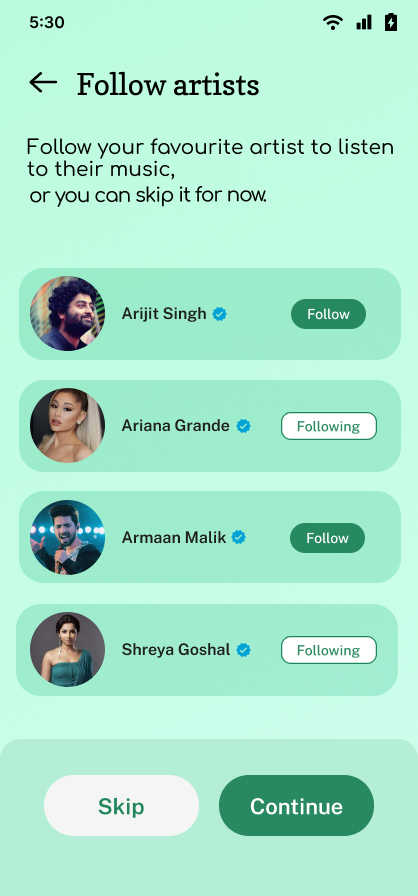 5:30
Follow artists
Follow your favourite artist to listen
to their music,
or you can skip it for now.
Arijit Singh
Follow
Ariana Grande
Following
Armaan Malik
Follow
Shreya Goshal
Following
Skip
Continue